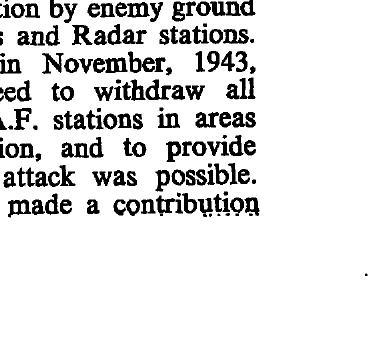 tion by enemy ground
s and Radar stations.
in November, 1943,
eed to withdraw all
A.F. stations in areas
ion, and to provide
attack was possible.
made a contribution